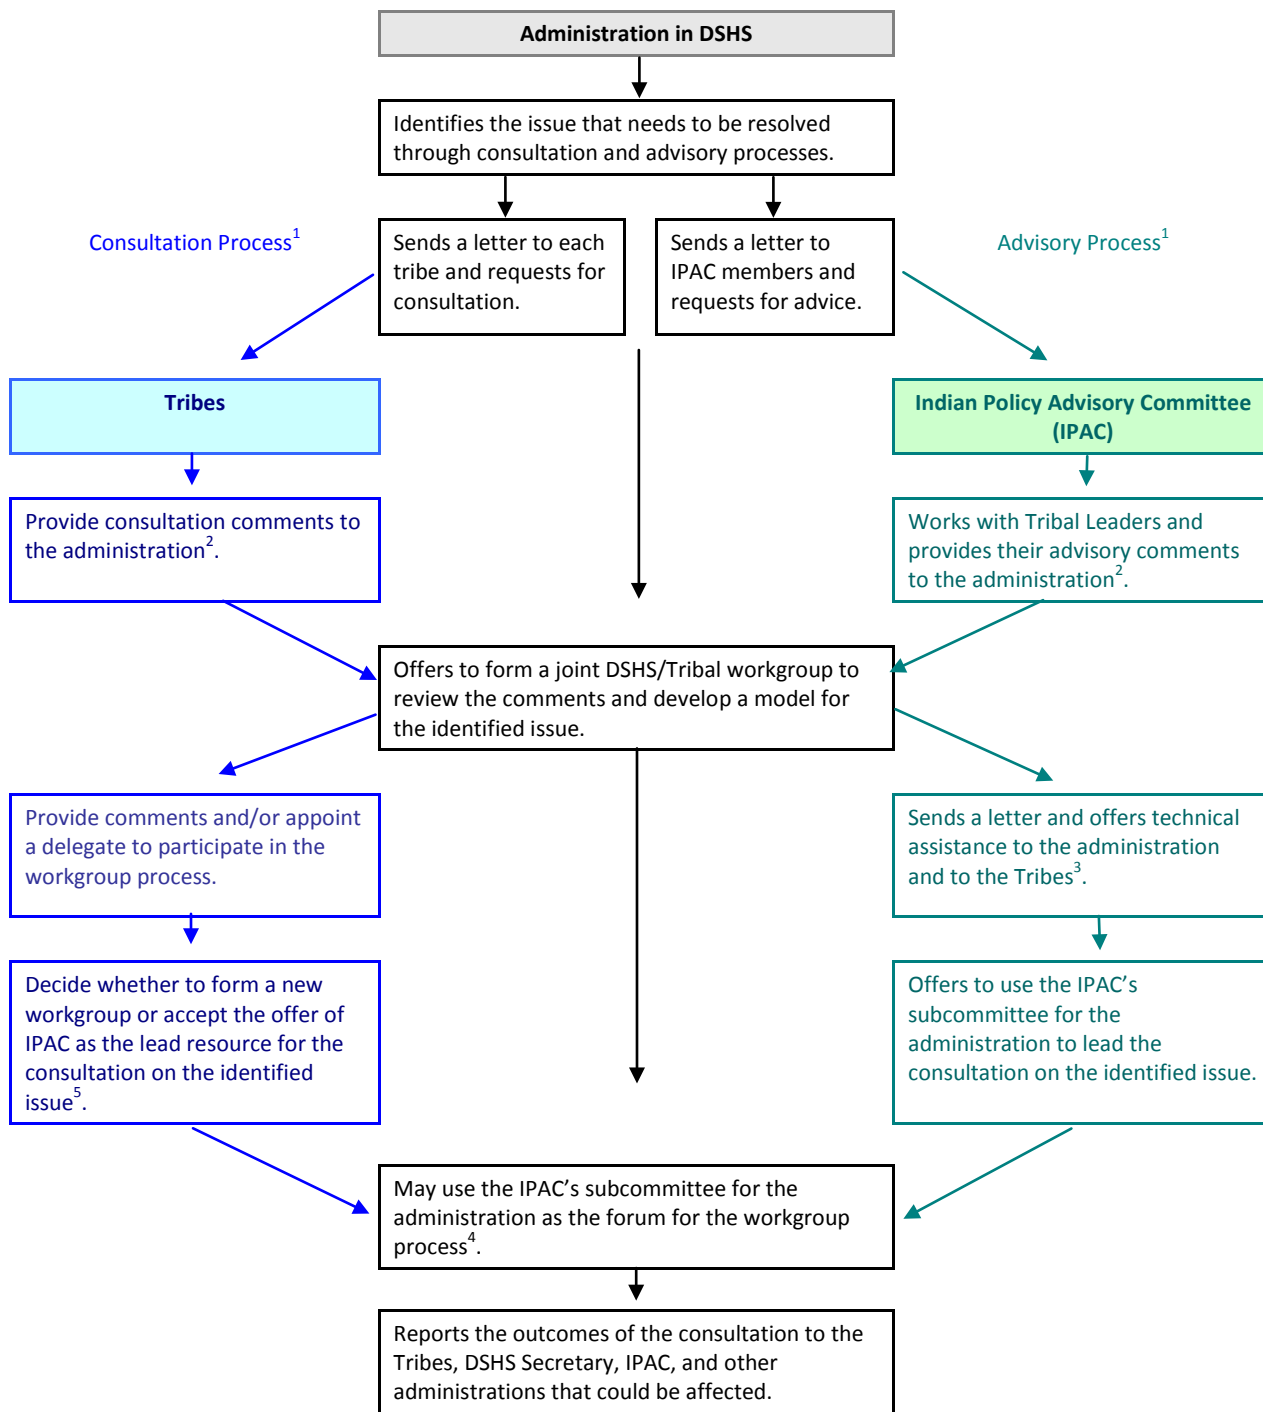 Administration in DSHS
Identifies the issue that needs to be resolved
through consultation and advisory processes.
Consultation Process1
Sends a letter to each
tribe and requests for
consultation.
Sends a letter to
IPAC members and
requests for advice.
Advisory Process1
Tribes
Indian Policy Advisory Committee
(IPAC)
Provide consultation comments to
the administration2.
Works with Tribal Leaders and
provides their advisory comments
to the administration2.
Offers to form a joint DSHS/Tribal workgroup to
review the comments and develop a model for
the identified issue.
Provide comments and/or appoint
a delegate to participate in the
workgroup process.
Sends a letter and offers technical
assistance to the administration
and to the Tribes3.
Decide whether to form a new
workgroup or accept the offer of
IPAC as the lead resource for the
consultation on the identified
issue5.
Offers to use the IPAC’s
subcommittee for the
administration to lead the
consultation on the identified issue.
May use the IPAC’s subcommittee for the
administration as the forum for the workgroup
process4.
Reports the outcomes of the consultation to the
Tribes, DSHS Secretary, IPAC, and other
administrations that could be affected.